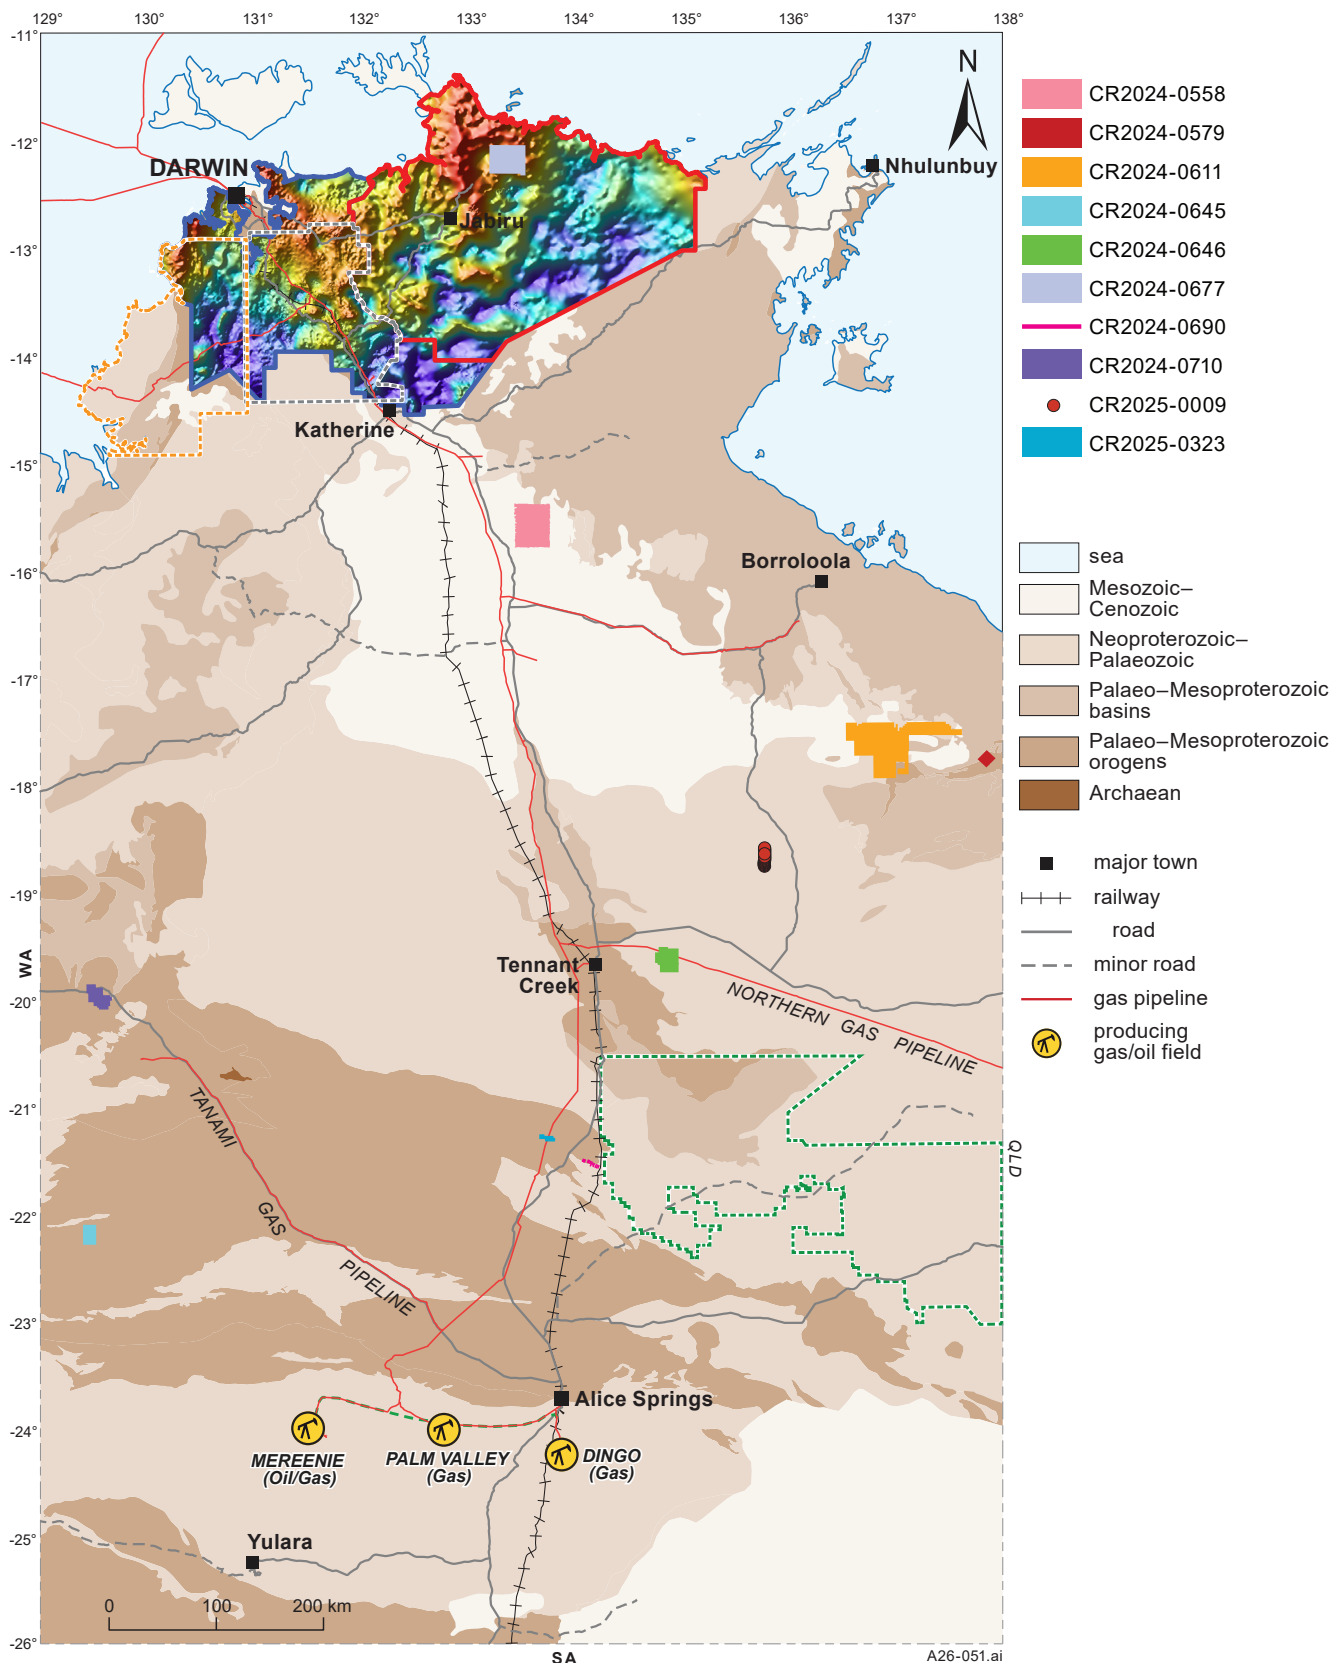 129°
130°
131°
132°
133°
134°
135°
136°
137°
138°
-11°
-12°
-13°
-14°
-15°
-16°
-17°
-18°
-19°
-20°
-21°
-22°
-23°
-24°
-25°
-26°
WA
QLD
SA
N
DARWIN
Nhulunbuy
Jabiru
Katherine
Borroloola
Tennant
Creek
NORTHERN GAS PIPELINE
TANAMI
GAS
PIPELINE
Alice Springs
MEREENIE
(Oil/Gas)
PALM VALLEY
(Gas)
DINGO
(Gas)
Yulara
0 100 200 km
A26-051.ai
CR2024-0558
CR2024-0579
CR2024-0611
CR2024-0645
CR2024-0646
CR2024-0677
CR2024-0690
CR2024-0710
CR2025-0009
CR2025-0323
sea
Mesozoic–
Cenozoic
Neoproterozoic–
Palaeozoic
Palaeo–Mesoproterozoic
basins
Palaeo–Mesoproterozoic
orogens
Archaean
major town
railway
road
minor road
gas pipeline
producing
gas/oil field